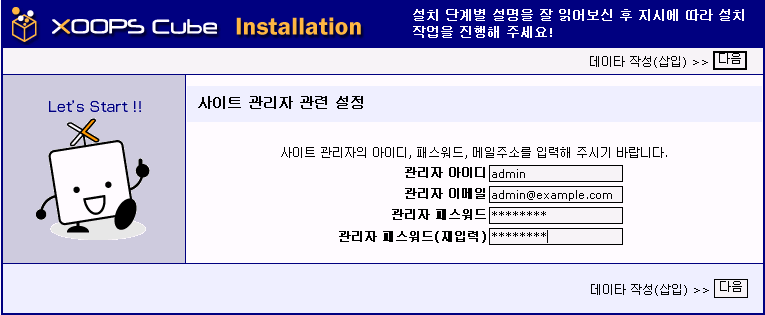 XOOPS Cube Installation
설치 단계별 설명을 잘 읽어보신 후 지시에 따라 설치
작업을 진행해 주세요!
데이타 작성(삽입) >> 다음
Let's Start !!
사이트 관리자 관련 설정
사이트 관리자의 아이디, 패스워드, 메일주소를 입력해 주시기 바랍니다.
관리자 아이디 admin
관리자 이메일 admin@example.com
관리자 패스워드 ********
관리자 패스워드(재입력) ********
데이타 작성(삽입) >> 다음